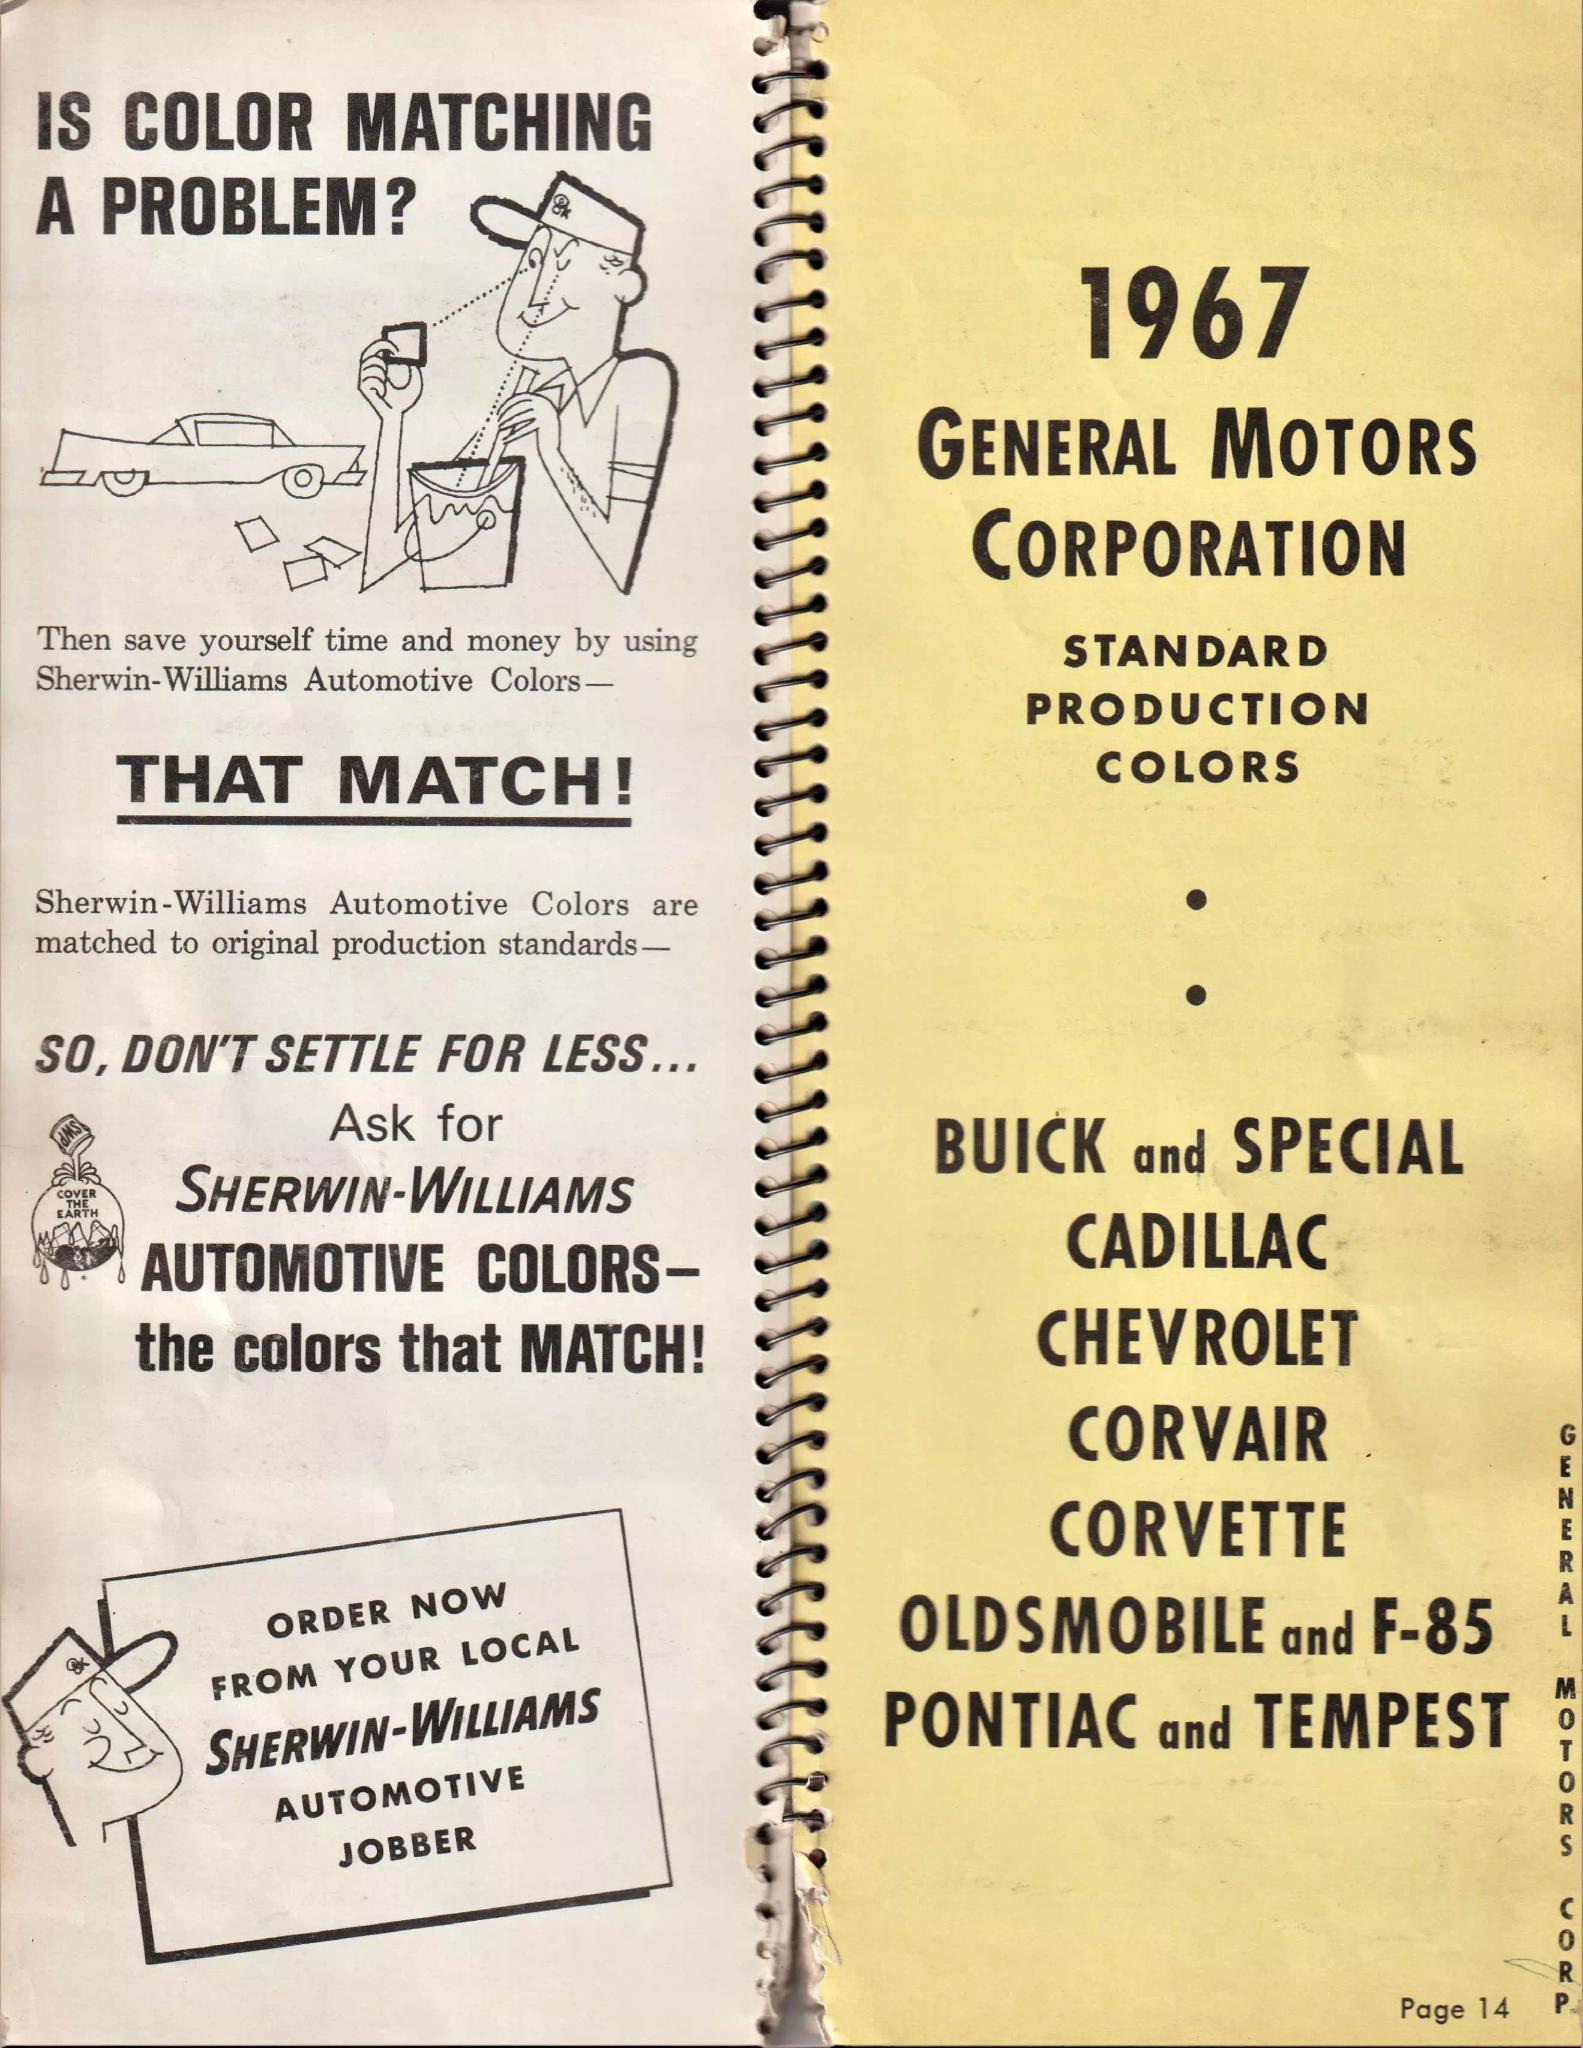 IS COLOR MATCHING
A PROBLEM?
Then save yourself time and money by using
Sherwin-Williams Automotive Colors—
THAT MATCH!
Sherwin-Williams Automotive Colors are
matched to original production standards—
SO, DON'T SETTLE FOR LESS...
Ask for
SHERWIN-WILLIAMS
AUTOMOTIVE COLORS—
the colors that MATCH!
SWP
COVER
THE
EARTH
ORDER NOW
FROM YOUR LOCAL
SHERWIN-WILLIAMS
AUTOMOTIVE
JOBBER
1967
GENERAL MOTORS
CORPORATION
STANDARD
PRODUCTION
COLORS
BUICK and SPECIAL
CADILLAC
CHEVROLET
CORVAIR
CORVETTE
OLDSMOBILE and F-85
PONTIAC and TEMPEST
GENERAL MOTORS CORP.
Page 14